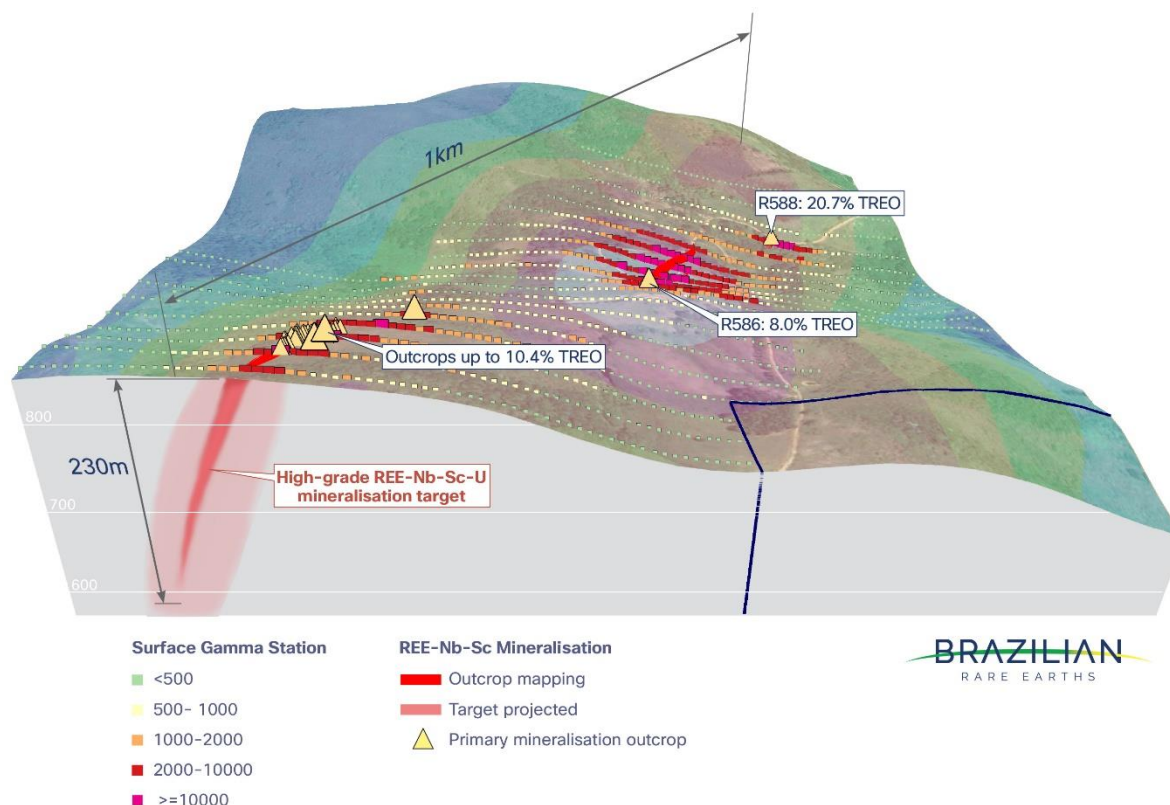 1km
R588: 20.7% TREO
R586: 8.0% TREO
Outcrops up to 10.4% TREO
800
230m
High-grade REE-Nb-Sc-U
mineralisation target
700
600
Surface Gamma Station
<500
500- 1000
1000-2000
2000-10000
>=10000
REE-Nb-Sc Mineralisation
Outcrop mapping
Target projected
Primary mineralisation outcrop
BRAZILIAN
RARE EARTHS